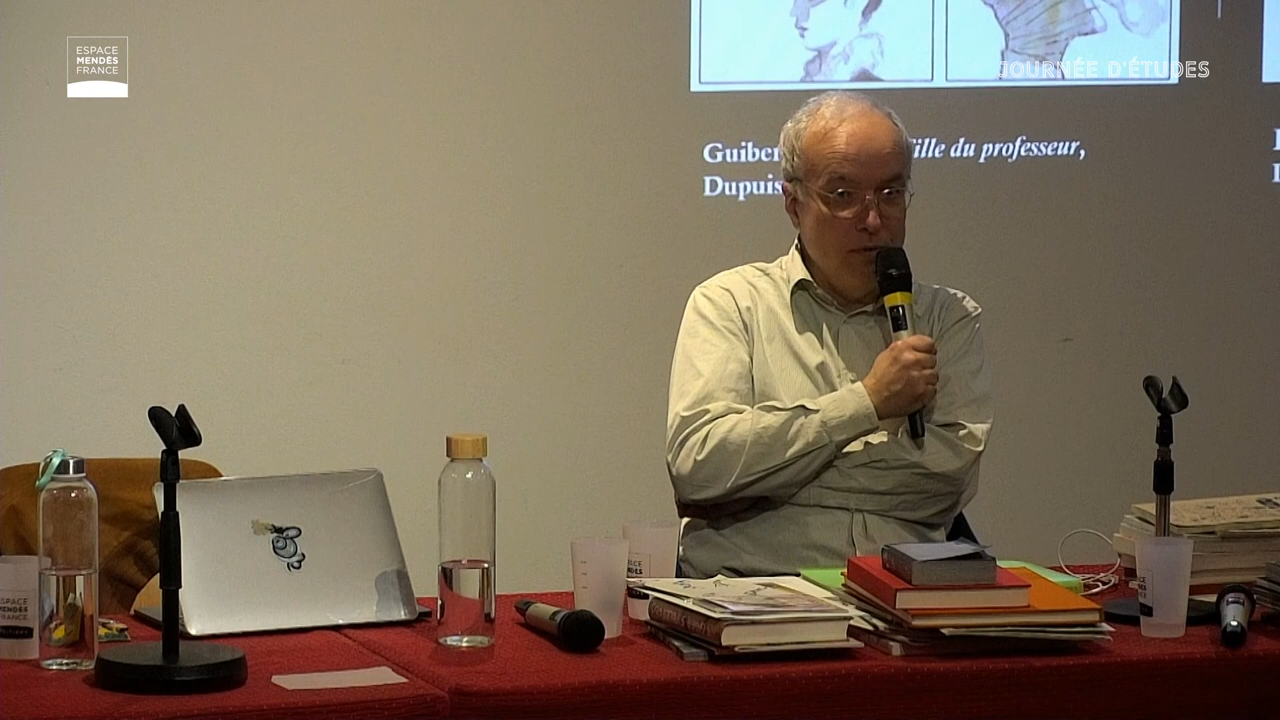 ESPACE
MENDÈS
FRANCE
JOURNÉE D'ÉTUDES
Guiber ille du professeur,
Dupuis
ESPACE
MENDÈS
FRANCE